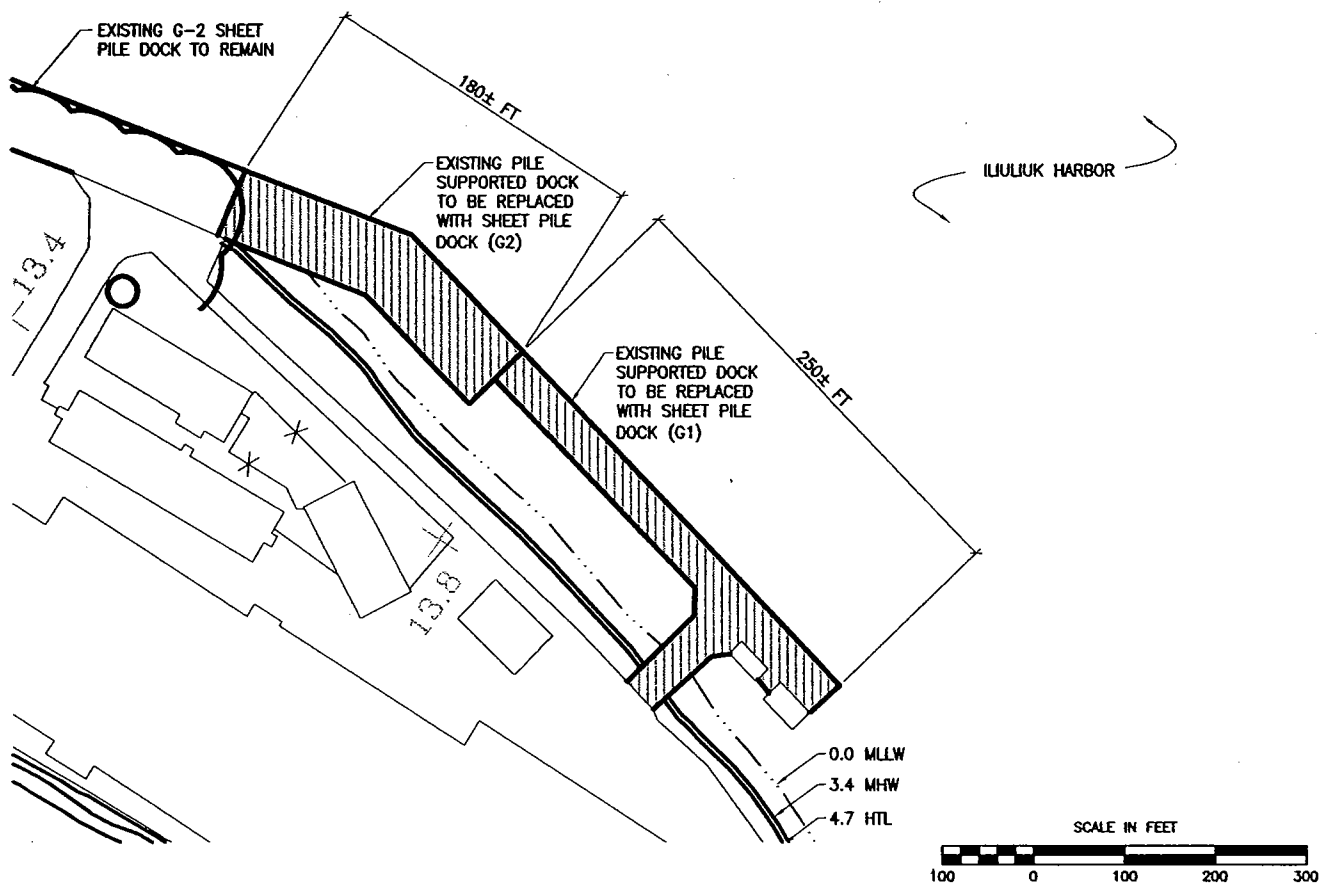 EXISTING G-2 SHEET
PILE DOCK TO REMAIN
180± FT
EXISTING PILE
SUPPORTED DOCK
TO BE REPLACED
WITH SHEET PILE
DOCK (G2)
ILIULIUK HARBOR
13.4
EXISTING PILE
SUPPORTED DOCK
TO BE REPLACED
WITH SHEET PILE
DOCK (G1)
250± FT
13.8
0.0 MLLW
3.4 MHW
4.7 HTL
SCALE IN FEET
100 0 100 200 300